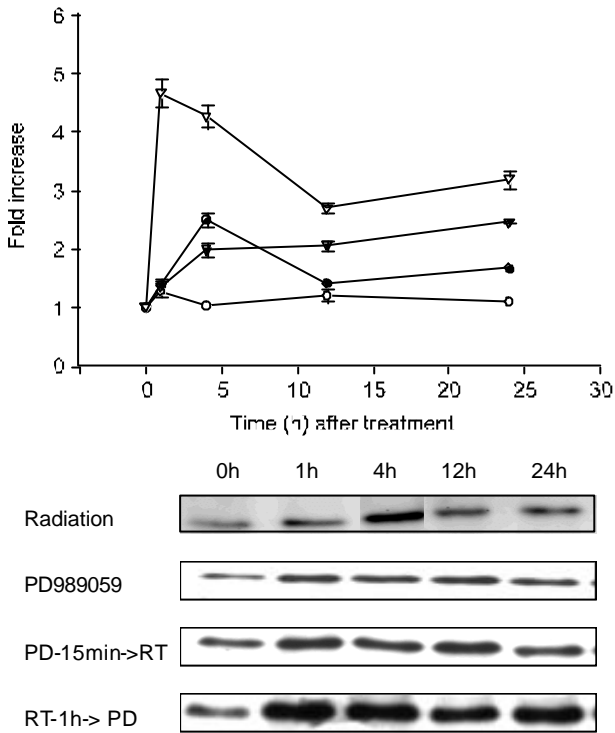 6
5
4
3
2
1
0
Fold increase
0 5 10 15 20 25 30
Time (h) after treatment
0h 1h 4h 12h 24h
Radiation
PD989059
PD-15min->RT
RT-1h-> PD